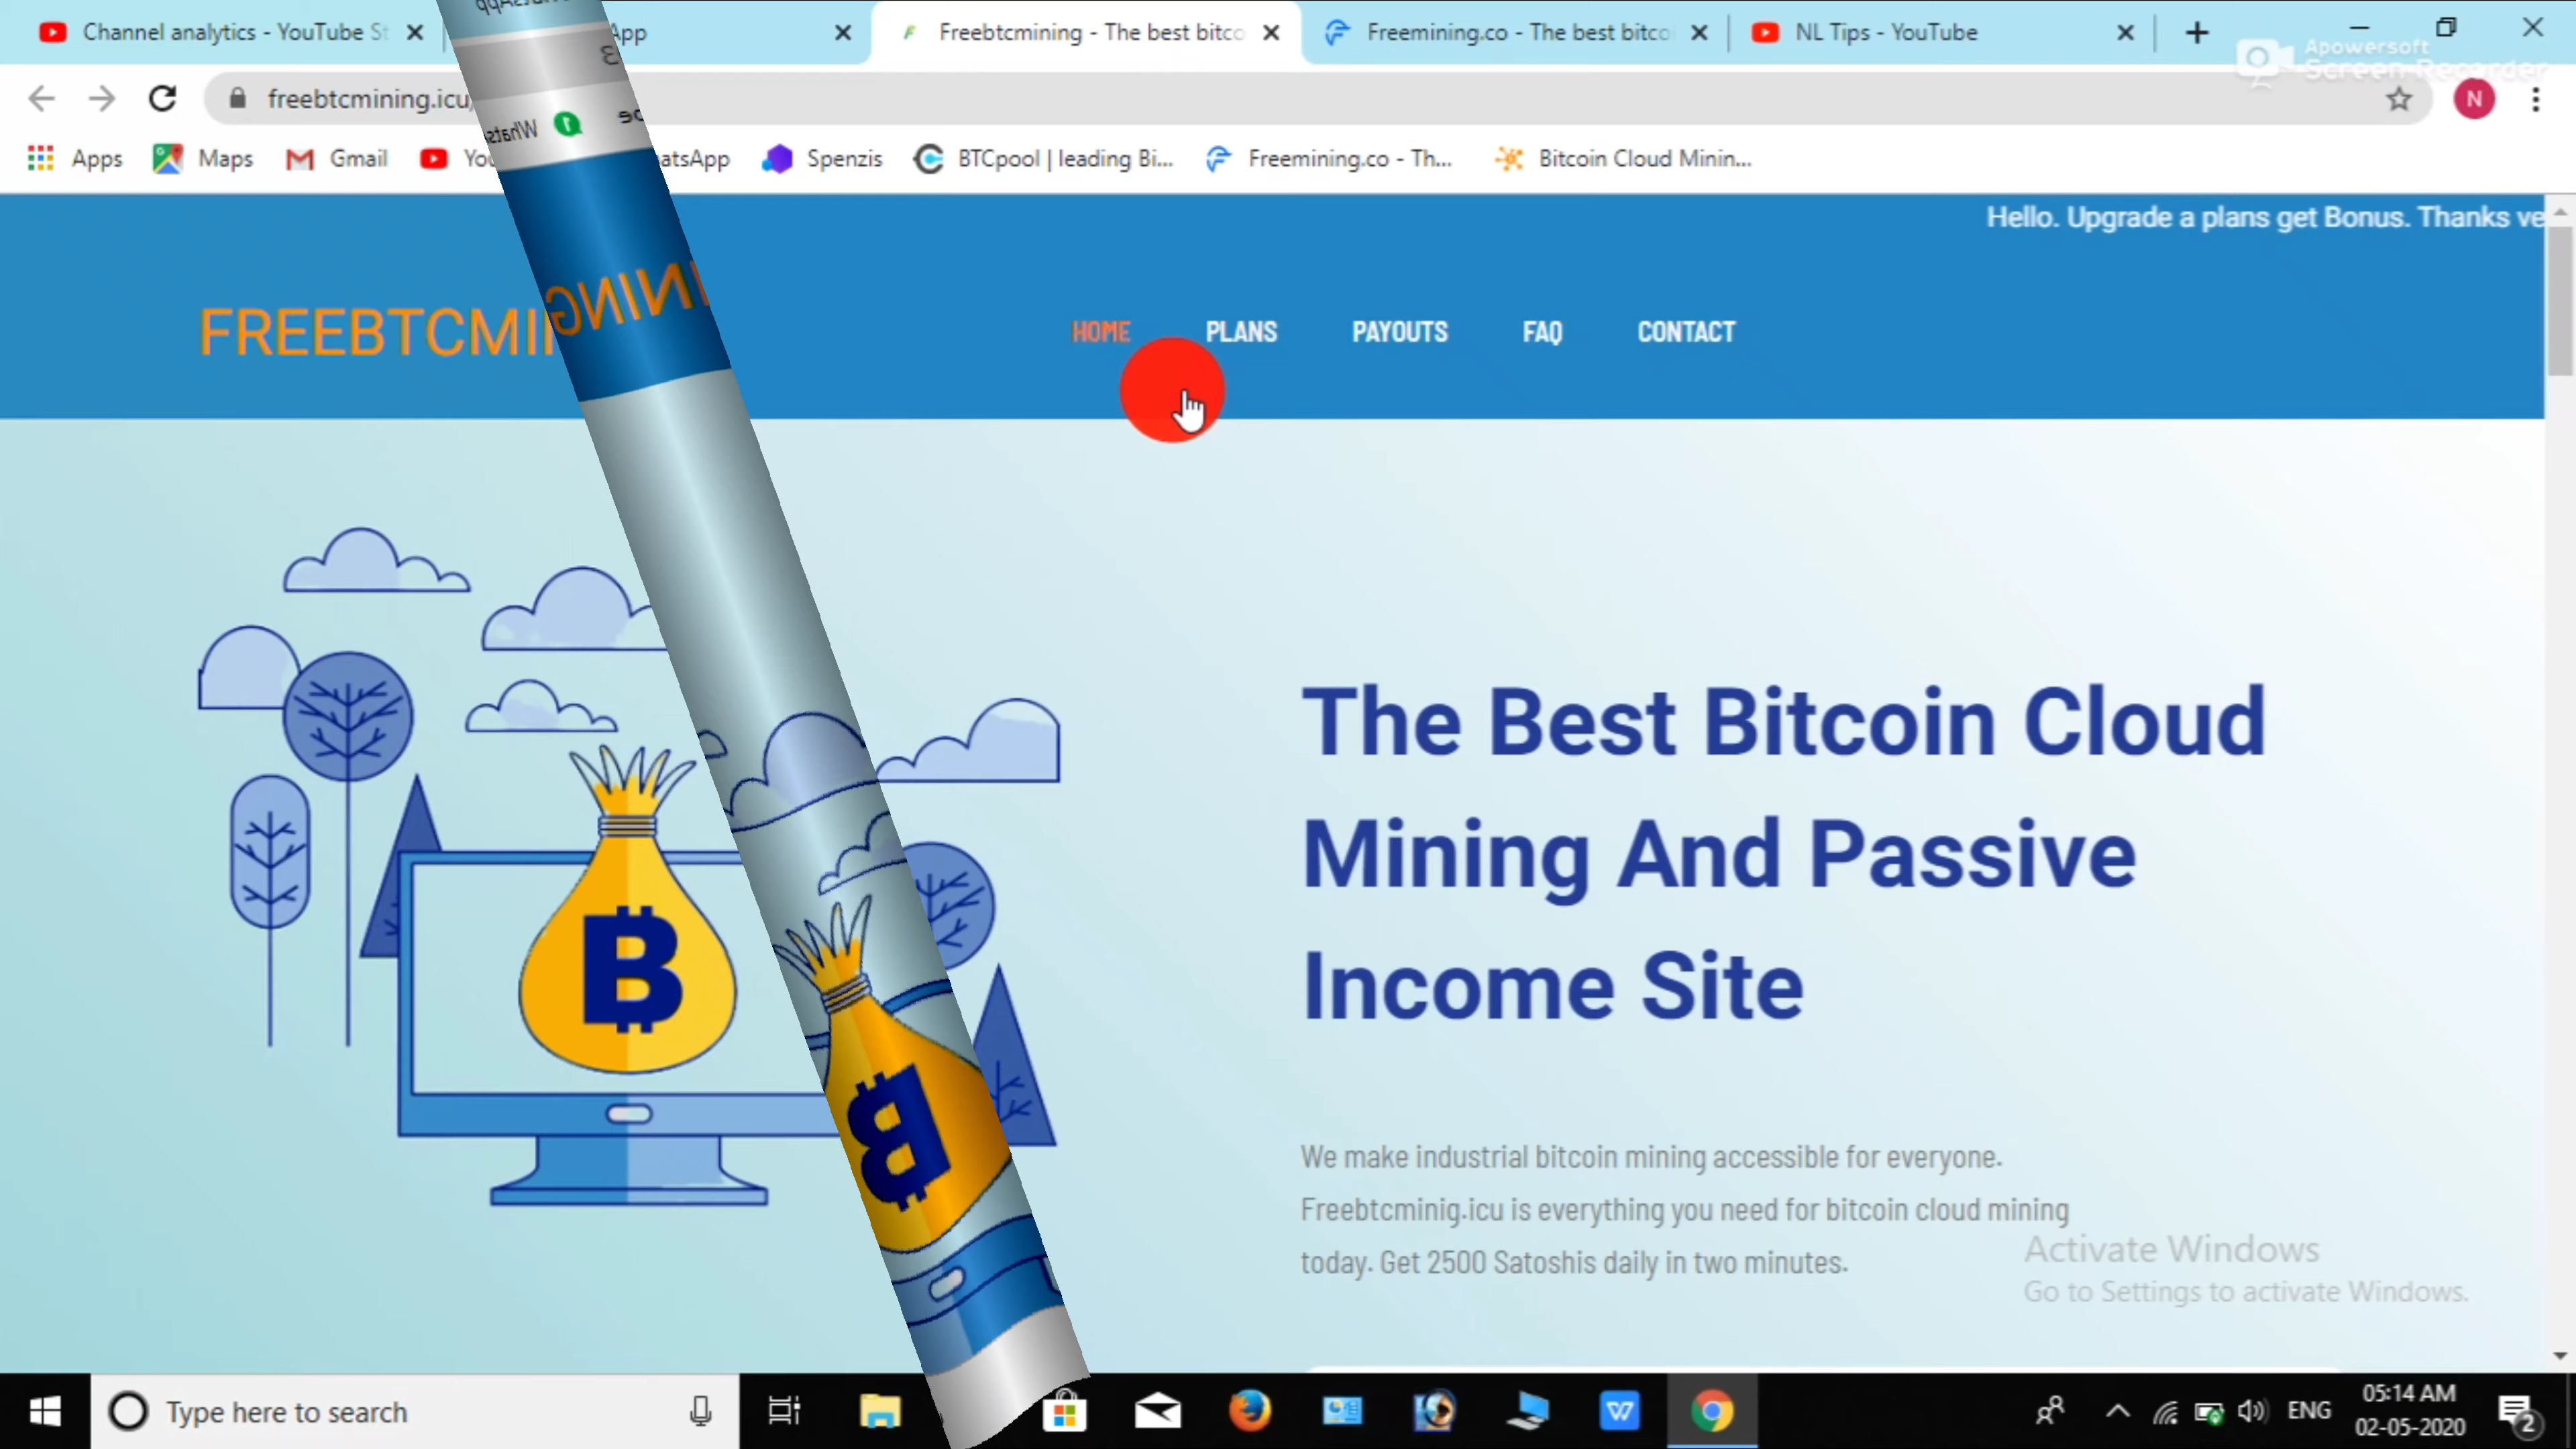 Channel analytics - YouTube St
App
Freebtcmining - The best bitco
Freemining.co - The best bitco
NL Tips - YouTube
Apowersoft
Screen Recorder
freebtcmining.icu
N
Apps
Maps
Gmail
You
atsApp
Spenzis
BTCpool | leading Bi...
Freemining.co - Th...
Bitcoin Cloud Minin...
Hello. Upgrade a plans get Bonus. Thanks ve
FREEBTCMI
NING
HOME
PLANS
PAYOUTS
FAQ
CONTACT
The Best Bitcoin Cloud
Mining And Passive
Income Site
We make industrial bitcoin mining accessible for everyone.
Freebtcminig.icu is everything you need for bitcoin cloud mining
today. Get 2500 Satoshis daily in two minutes.
Activate Windows
Go to Settings to activate Windows.
Type here to search
ENG
05:14 AM
02-05-2020
2